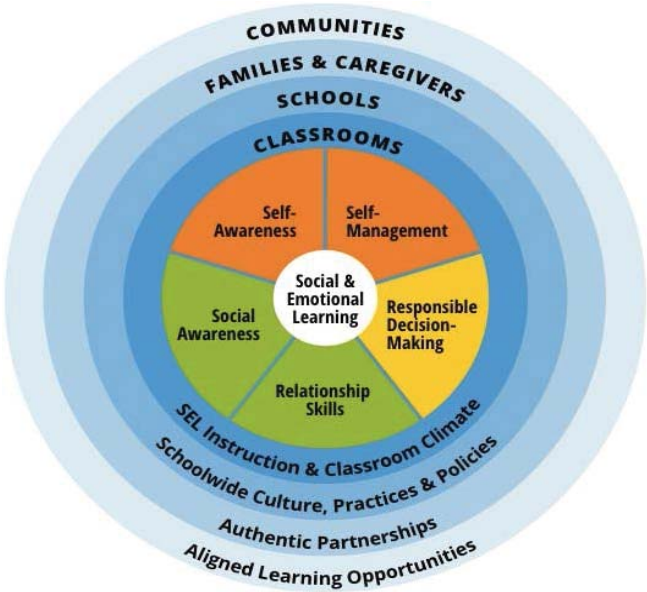 COMMUNITIES
FAMILIES & CAREGIVERS
SCHOOLS
CLASSROOMS
Self-
Awareness
Self-
Management
Social &
Emotional
Learning
Social
Awareness
Responsible
Decision-
Making
Relationship
Skills
SEL Instruction & Classroom Climate
Schoolwide Culture, Practices & Policies
Authentic Partnerships
Aligned Learning Opportunities